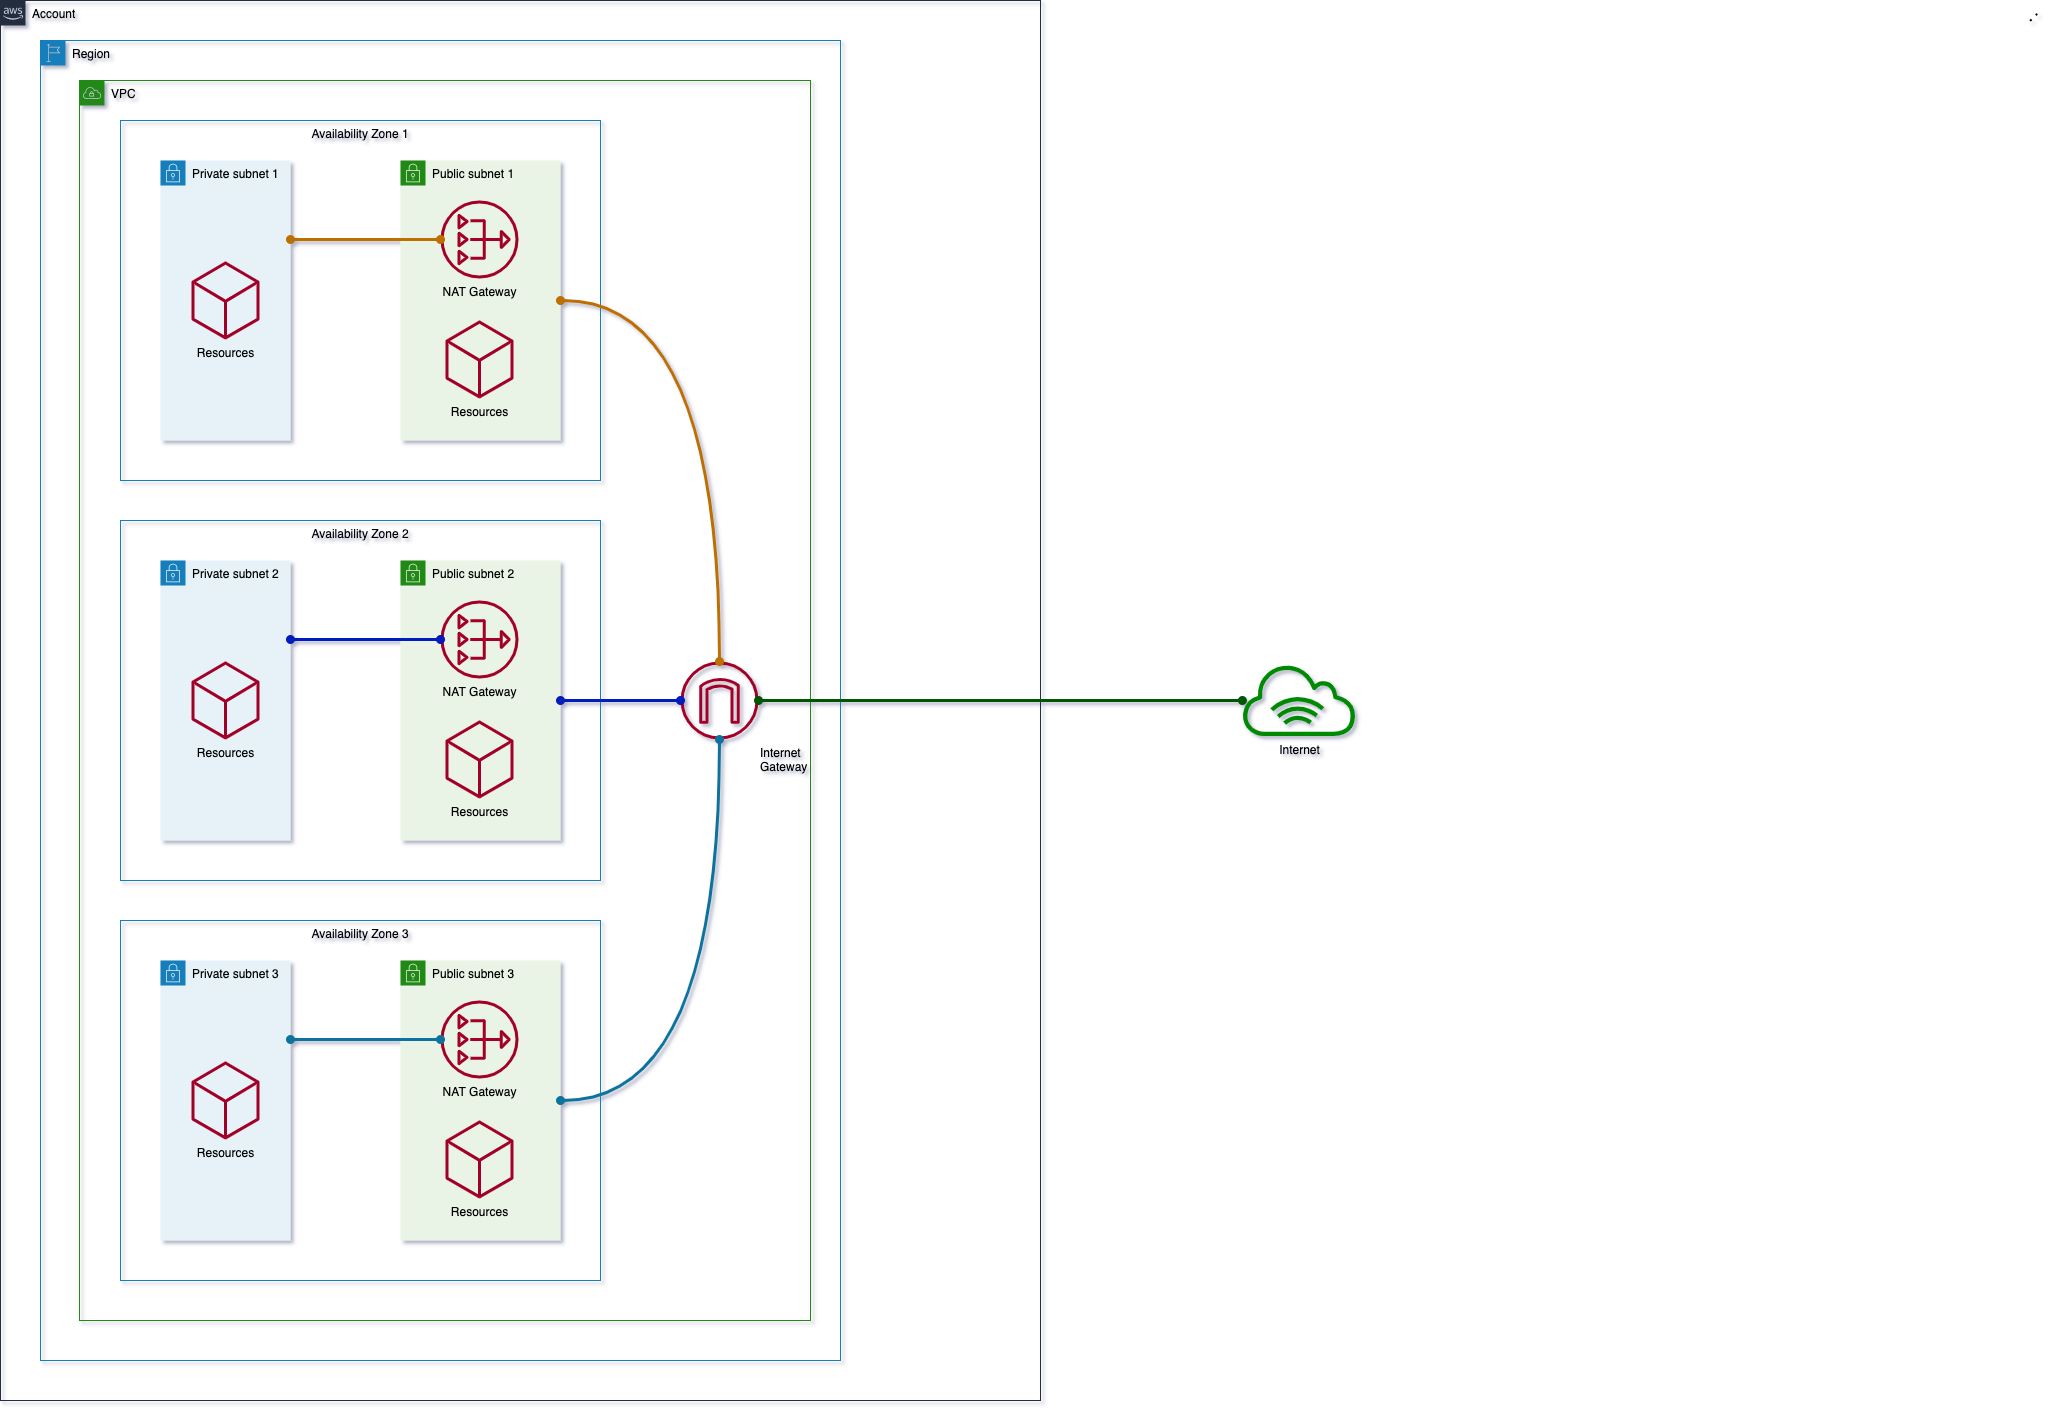 aws
Account
Region
VPC
Availability Zone 1
Private subnet 1
Public subnet 1
NAT Gateway
Resources
Resources
Availability Zone 2
Private subnet 2
Public subnet 2
NAT Gateway
Resources
Resources
Internet
Gateway
Internet
Availability Zone 3
Private subnet 3
Public subnet 3
NAT Gateway
Resources
Resources